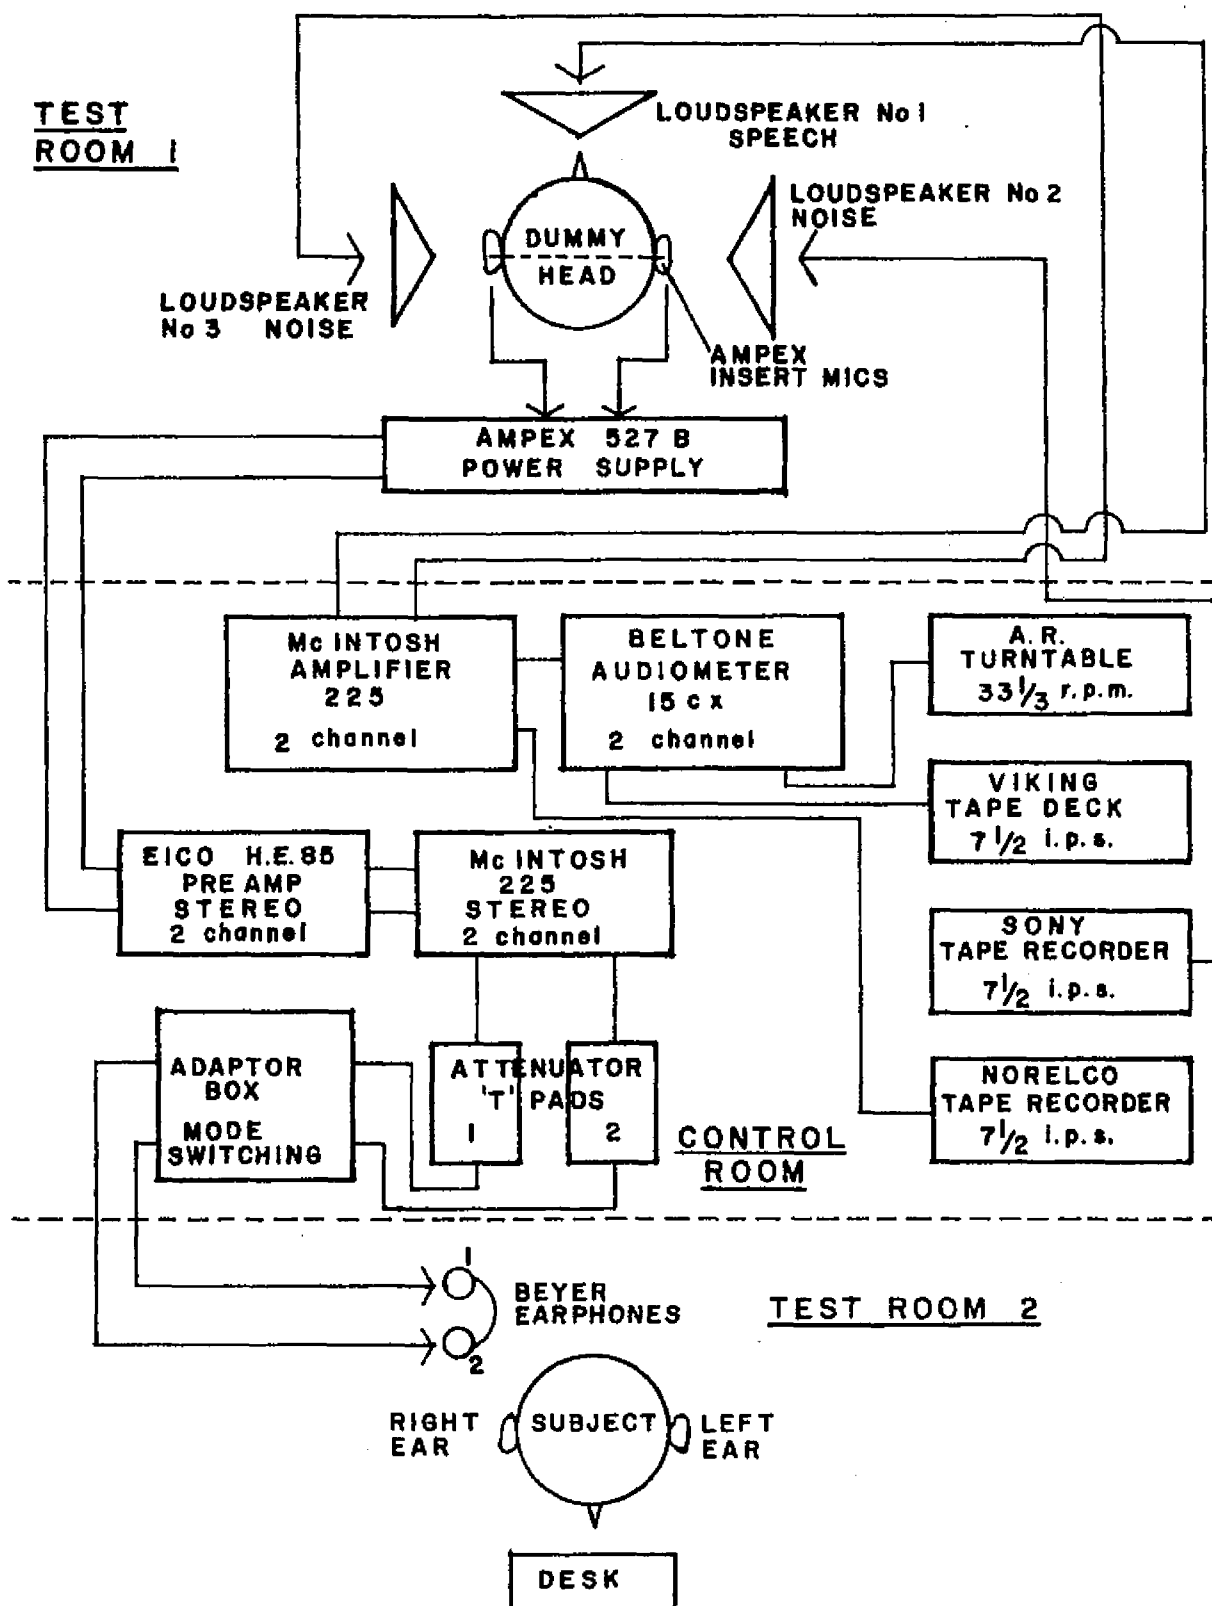 TEST
ROOM 1
LOUDSPEAKER No 1
SPEECH
LOUDSPEAKER No 2
NOISE
DUMMY
HEAD
LOUDSPEAKER
No 3 NOISE
AMPEX
INSERT MICS
AMPEX 527 B
POWER SUPPLY
Mc INTOSH
AMPLIFIER
225
2 channel
BELTONE
AUDIOMETER
15 c x
2 channel
A.R.
TURNTABLE
33 1/3 r.p.m.
VIKING
TAPE DECK
7 1/2 i.p.s.
EICO H.E.85
PRE AMP
STEREO
2 channel
Mc INTOSH
225
STEREO
2 channel
SONY
TAPE RECORDER
7 1/2 i.p.s.
ADAPTOR
BOX
MODE
SWITCHING
ATTENUATOR
'T' PADS
1 2
NORELCO
TAPE RECORDER
7 1/2 i.p.s.
CONTROL
ROOM
1
BEYER
EARPHONES
2
TEST ROOM 2
RIGHT
EAR
SUBJECT
LEFT
EAR
DESK